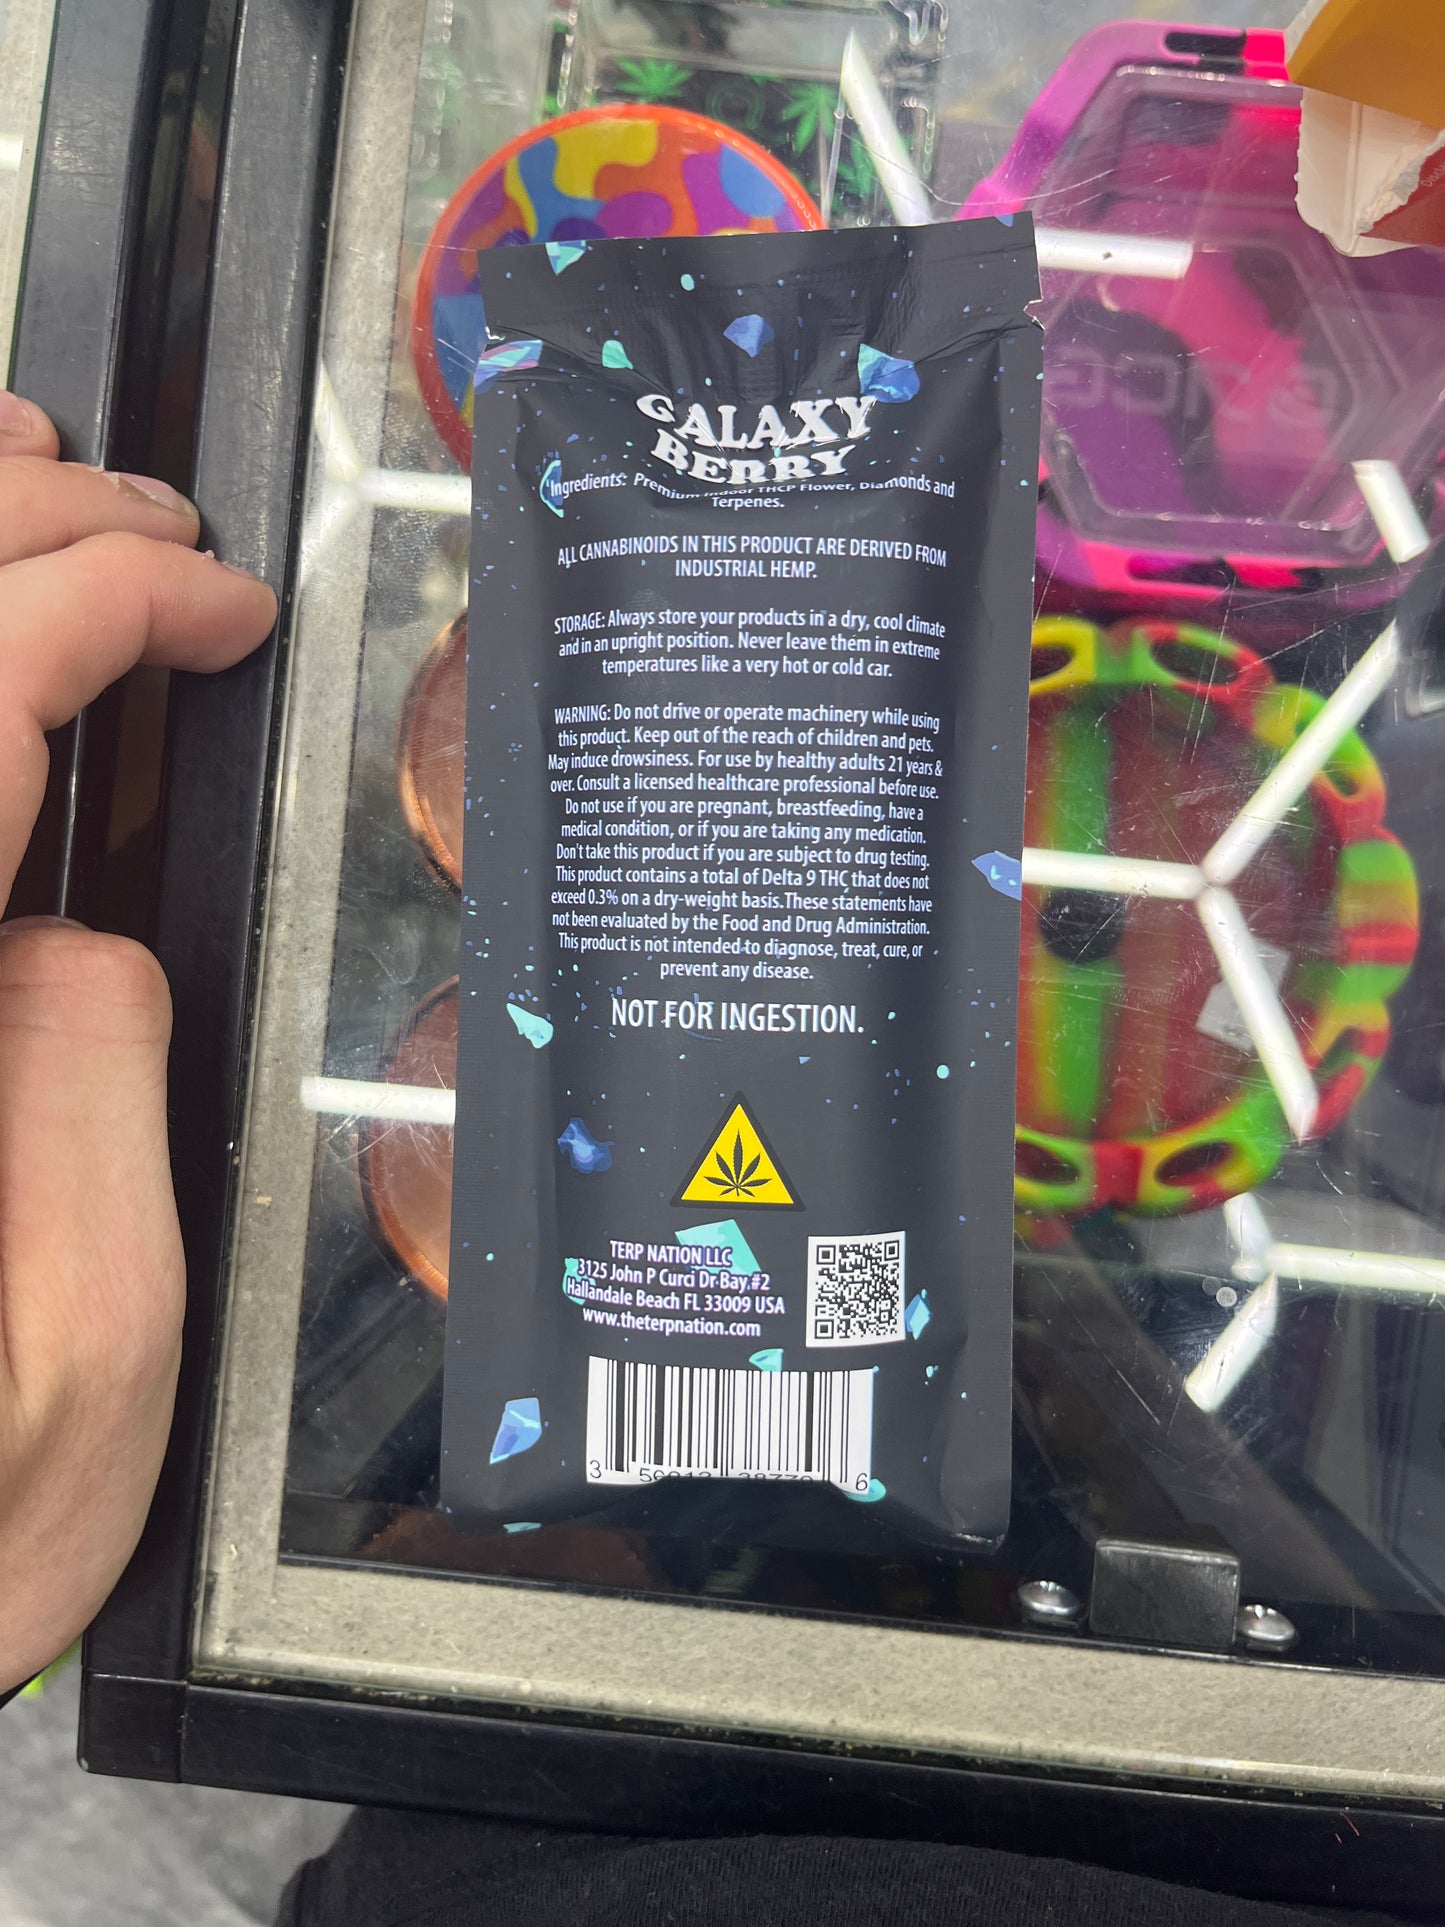 GALAXY
BERRY
Ingredients: Premium Indoor THCP Flower, Diamonds and
Terpenes.
ALL CANNABINOIDS IN THIS PRODUCT ARE DERIVED FROM
INDUSTRIAL HEMP.
STORAGE: Always store your products in a dry, cool climate
and in an upright position. Never leave them in extreme
temperatures like a very hot or cold car.
WARNING: Do not drive or operate machinery while using
this product. Keep out of the reach of children and pets.
May induce drowsiness. For use by healthy adults 21 years &
over. Consult a licensed healthcare professional before use.
Do not use if you are pregnant, breastfeeding, have a
medical condition, or if you are taking any medication.
Don't take this product if you are subject to drug testing.
This product contains a total of Delta 9 THC that does not
exceed 0.3% on a dry-weight basis.These statements have
not been evaluated by the Food and Drug Administration.
This product is not intended to diagnose, treat, cure, or
prevent any disease.
NOT FOR INGESTION.
TERP NATION LLC
3125 John P Curci Dr Bay.#2
Hallandale Beach FL 33009 USA
www.theterpnation.com
3 6